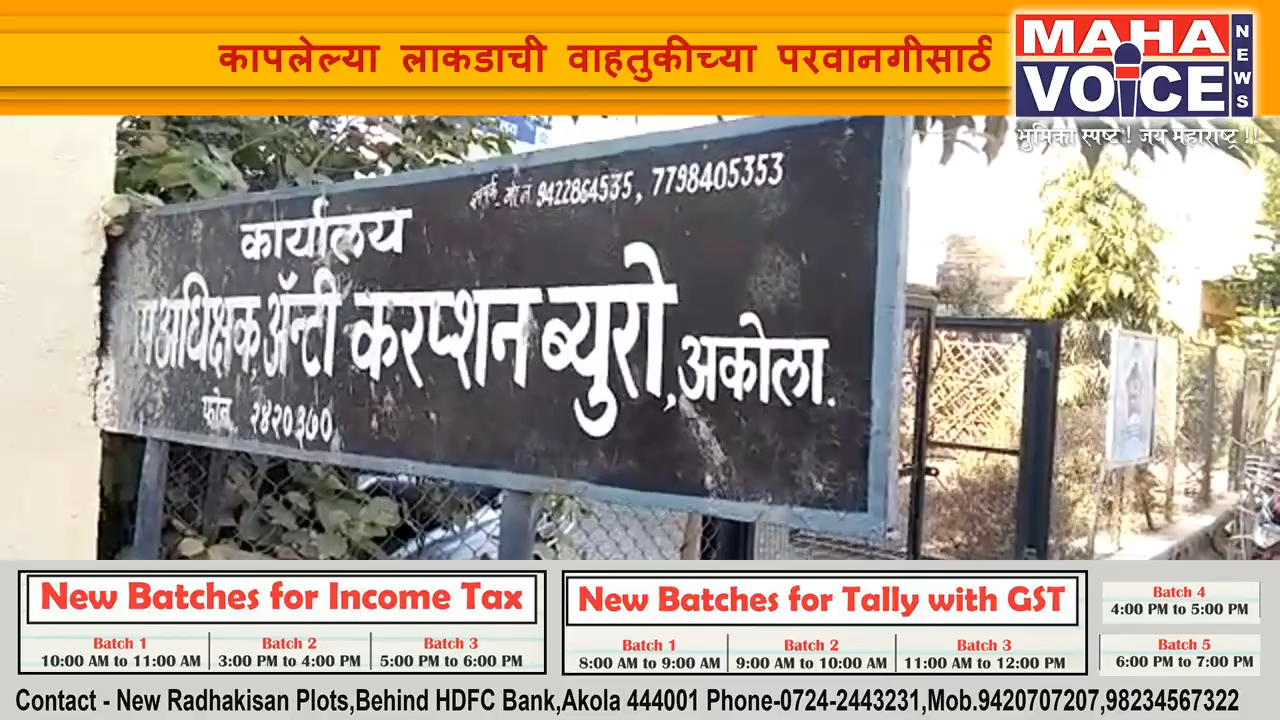 कापलेल्या लाकडाची वाहतुकीच्या परवानगीसार्ठ
MAHA
VOICE
NEWS
भुमिका स्पष्ट ! जय महाराष्ट्र !!
9422864535, 7798405353
कार्यालय
पअधिक्षक, ॲन्टी करप्शन ब्युरो, अकोला.
फोन. २४२०३७०
New Batches for Income Tax
Batch 1 Batch 2 Batch 3
10:00 AM to 11:00 AM 3:00 PM to 4:00 PM 5:00 PM to 6:00 PM
New Batches for Tally with GST
Batch 1 Batch 2 Batch 3
8:00 AM to 9:00 AM 9:00 AM to 10:00 AM 11:00 AM to 12:00 PM
Batch 4
4:00 PM to 5:00 PM
Batch 5
6:00 PM to 7:00 PM
Contact - New Radhakisan Plots,Behind HDFC Bank,Akola 444001 Phone-0724-2443231,Mob.9420707207,98234567322